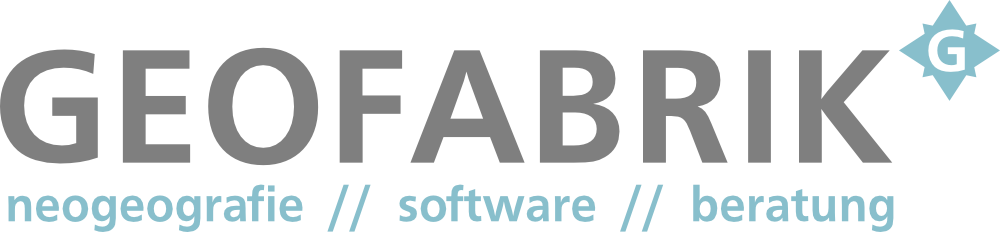 GEOFABRIK G
neogeografie // software // beratung